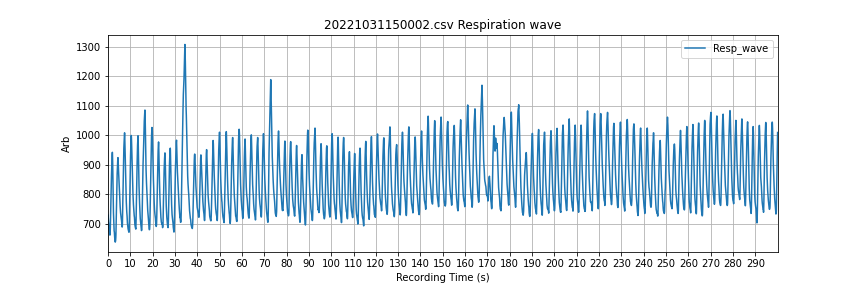 20221031150002.csv Respiration wave
Resp_wave
1300
1200
1100
1000
900
800
700
Arb
0 10 20 30 40 50 60 70 80 90 100 110 120 130 140 150 160 170 180 190 200 210 220 230 240 250 260 270 280 290
Recording Time (s)